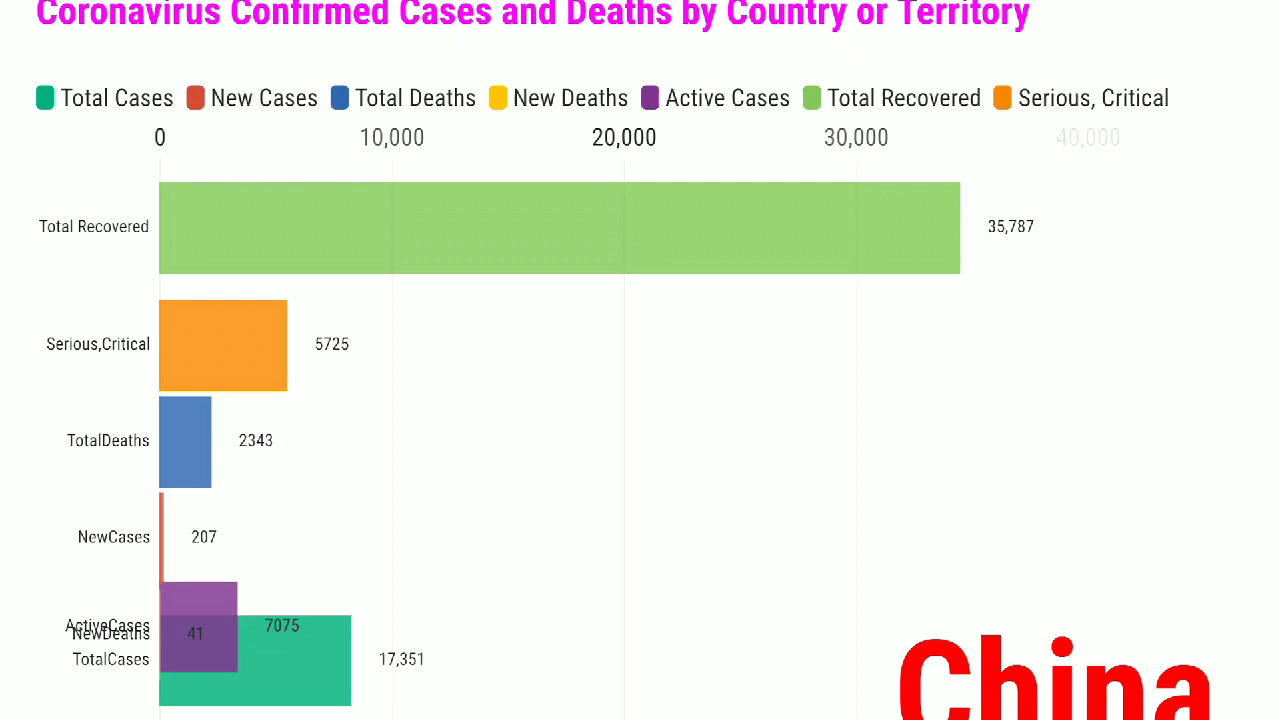 Coronavirus Confirmed Cases and Deaths by Country or Territory
Total Cases New Cases Total Deaths New Deaths Active Cases Total Recovered Serious, Critical
0 10,000 20,000 30,000 40,000
Total Recovered 35,787
Serious,Critical 5725
TotalDeaths 2343
NewCases 207
ActiveCases 7075
NewDeaths 41
TotalCases 17,351
China